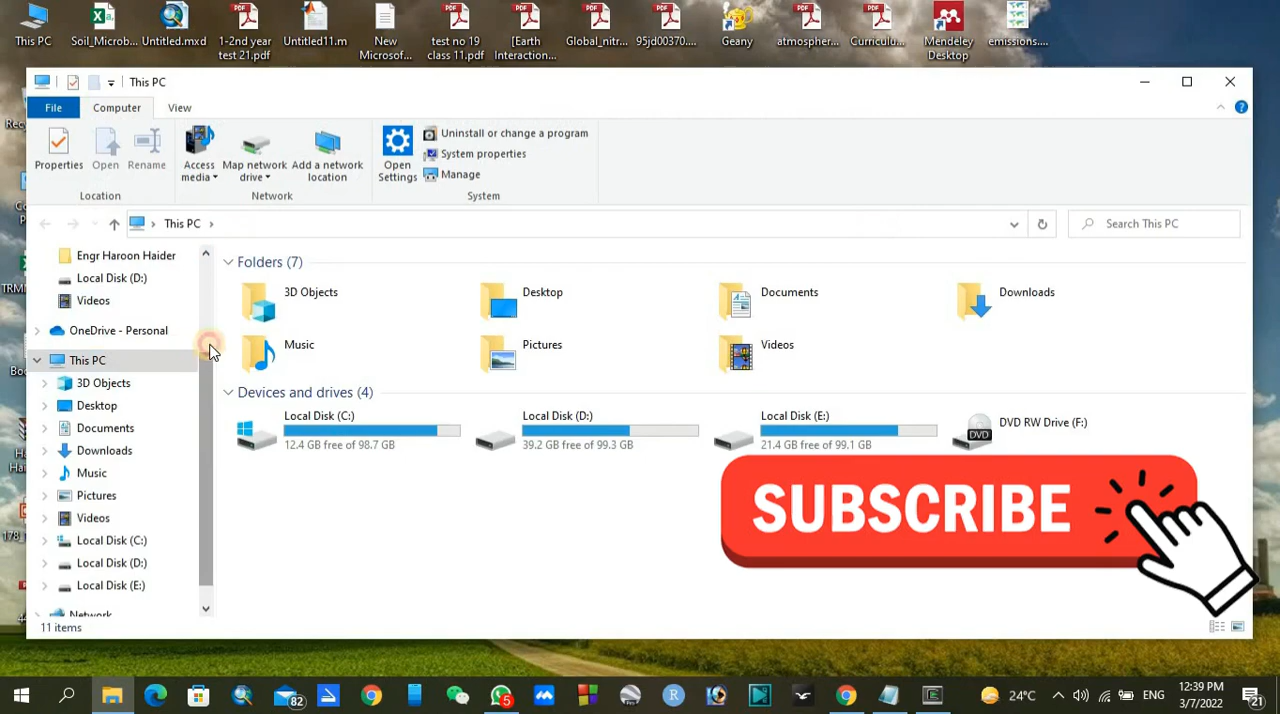 This PC
Soil_Microb...
Untitled.mxd
1-2nd year
test 21.pdf
Untitled11.m
New
Microsof...
test no 19
class 11.pdf
[Earth
Interaction...
Global_nitr...
95jd00370....
Geany
atmospher...
Curriculu...
Mendeley
Desktop
emissions....
This PC
File
Computer
View
Properties
Open
Rename
Location
Access
media
Map network
drive
Add a network
location
Network
Open
Settings
Uninstall or change a program
System properties
Manage
System
This PC
Search This PC
Engr Haroon Haider
Local Disk (D:)
Videos
OneDrive - Personal
This PC
3D Objects
Desktop
Documents
Downloads
Music
Pictures
Videos
Local Disk (C:)
Local Disk (D:)
Local Disk (E:)
Network
Folders (7)
3D Objects
Desktop
Documents
Downloads
Music
Pictures
Videos
Devices and drives (4)
Local Disk (C:)
12.4 GB free of 98.7 GB
Local Disk (D:)
39.2 GB free of 99.3 GB
Local Disk (E:)
21.4 GB free of 99.1 GB
DVD
DVD RW Drive (F:)
SUBSCRIBE
11 items
82
5
R
24°C
ENG
12:39 PM
3/7/2022
21